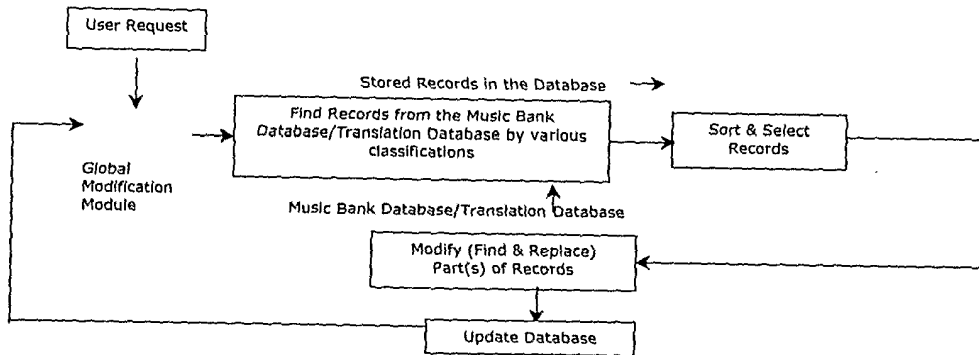 User Request
Stored Records in the Database
Find Records from the Music Bank
Database/Translation Database by various
classifications
Sort & Select
Records
Global
Modification
Module
Music Bank Database/Translation Database
Modify (Find & Replace)
Part(s) of Records
Update Database